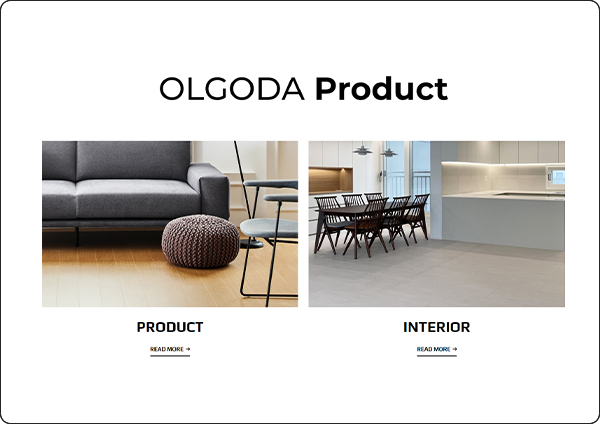 OLGODA Product
PRODUCT
INTERIOR
READ MORE →
READ MORE →